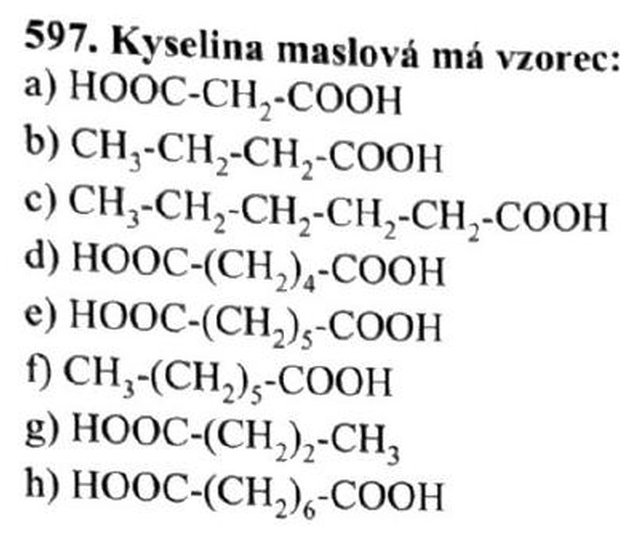 597. Kyselina maslová má vzorec:
a) HOOC-CH₂-COOH
b) CH₃-CH₂-CH₂-COOH
c) CH₃-CH₂-CH₂-CH₂-CH₂-COOH
d) HOOC-(CH₂)₄-COOH
e) HOOC-(CH₂)₅-COOH
f) CH₃-(CH₂)₅-COOH
g) HOOC-(CH₂)₂-CH₃
h) HOOC-(CH₂)₆-COOH